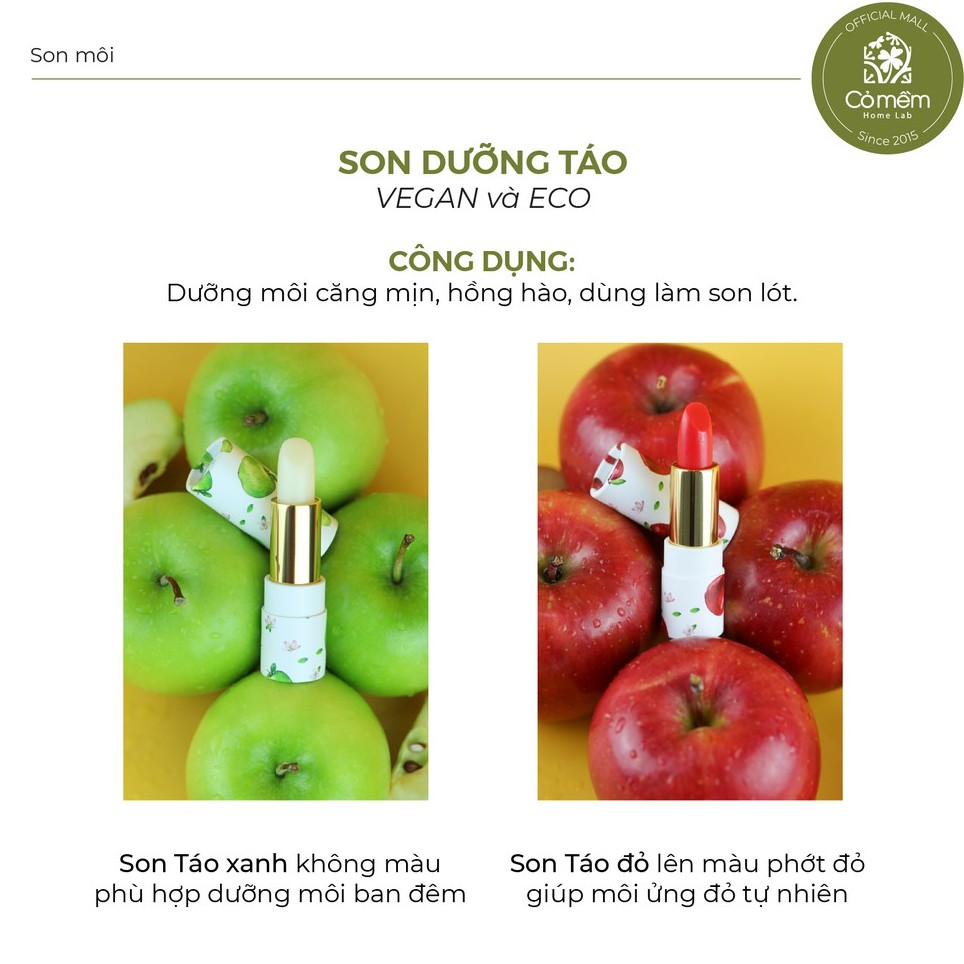 Son môi
OFFICIAL MALL
Cỏ mềm
Home Lab
Since 2015
SON DƯỠNG TÁO
VEGAN và ECO
CÔNG DỤNG:
Dưỡng môi căng mịn, hồng hào, dùng làm son lót.
Son Táo xanh không màu
phù hợp dưỡng môi ban đêm
Son Táo đỏ lên màu phớt đỏ
giúp môi ửng đỏ tự nhiên